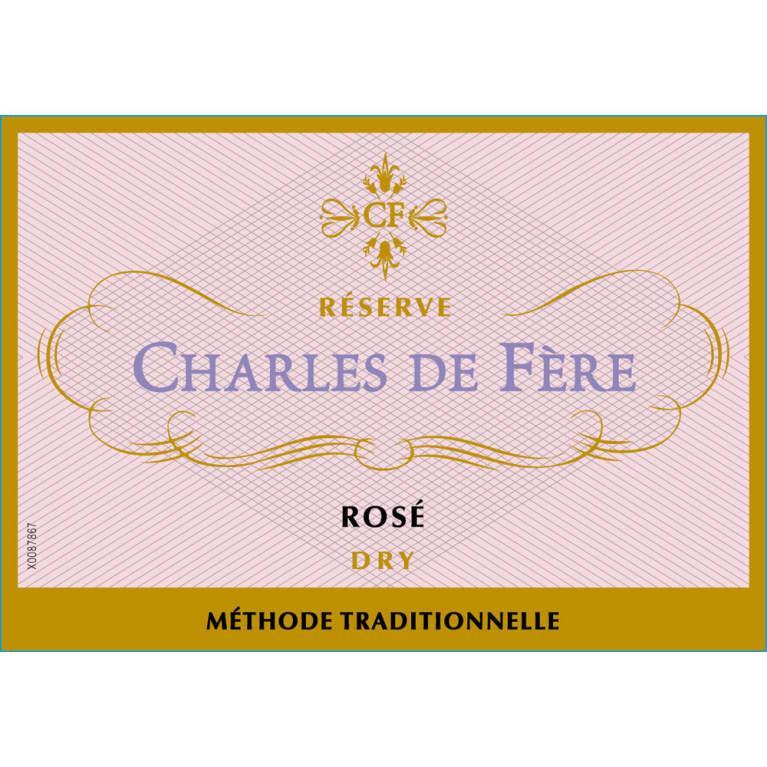 CF
RÉSERVE
CHARLES DE FÈRE
ROSÉ
DRY
X0087867
MÉTHODE TRADITIONNELLE